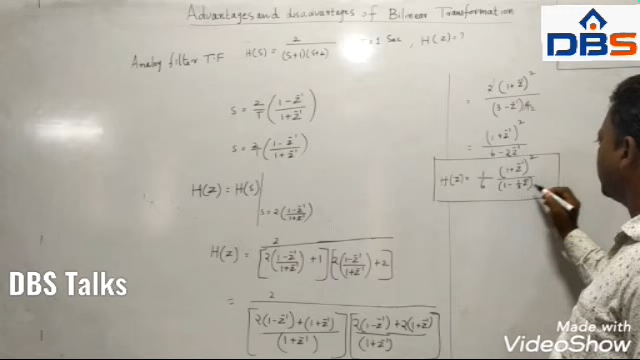 Advantages and disadvantages of Bilinear Transformation
Analog filter T.F H(S) = 2 / (S+1)(S+2) T = 1 Sec, H(Z) = ?
S = 2/T (1-z⁻¹ / 1+z⁻¹)
S = 2/1 (1-z⁻¹ / 1+z⁻¹)
H(Z) = H(S) |
S = 2(1-z⁻¹ / 1+z⁻¹)
H(Z) = 2 / [2(1-z⁻¹ / 1+z⁻¹) + 1] [2(1-z⁻¹ / 1+z⁻¹) + 2]
= 2 / [2(1-z⁻¹) + (1+z⁻¹) / (1+z⁻¹)] [2(1-z⁻¹) + 2(1+z⁻¹) / (1+z⁻¹)]
= 2 (1+z⁻¹)² / (3-z⁻¹) 4 2
= (1+z⁻¹)² / 6-2z⁻¹
H(Z) = 1/6 (1+z⁻¹)² / (1-⅓z⁻¹)
DBS
DBS Talks
Made with
VideoShow